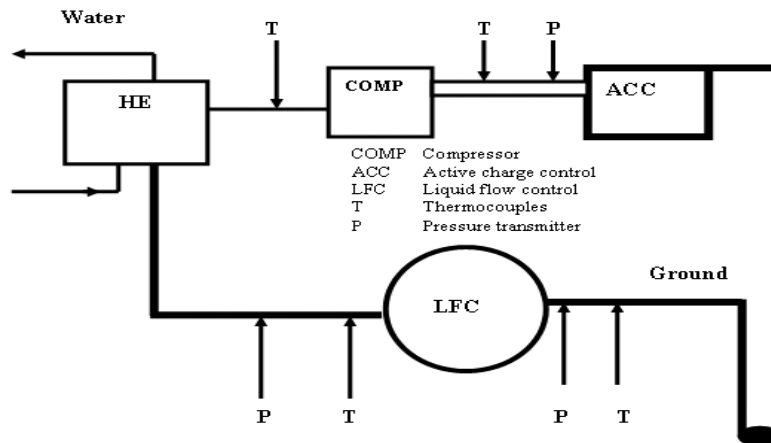 Water
T T P
HE COMP ACC
COMP Compressor
ACC Active charge control
LFC Liquid flow control
T Thermocouples
P Pressure transmitter
Ground
LFC
P T P T